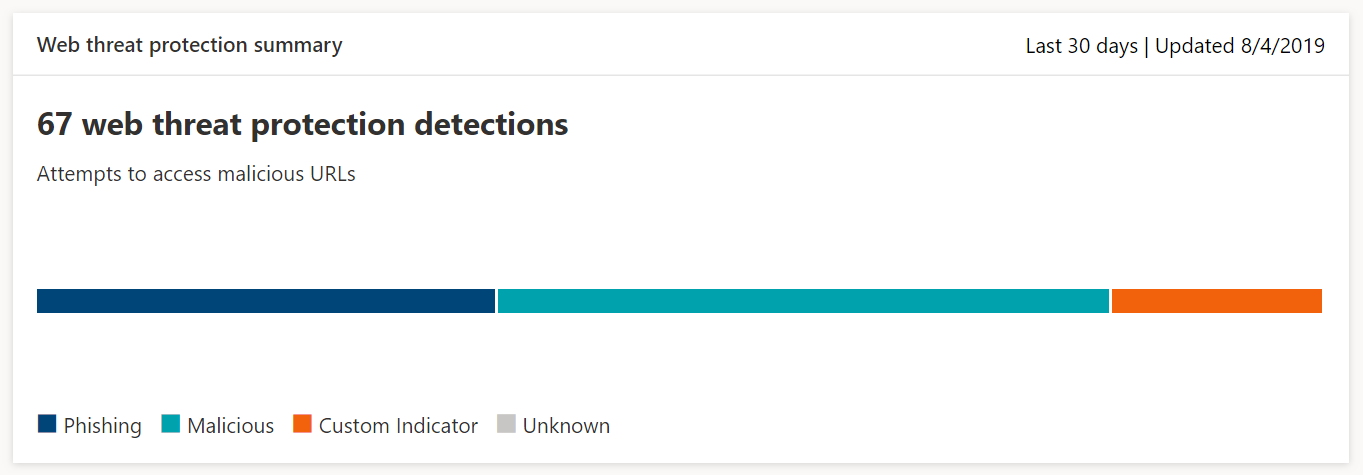 Web threat protection summary
Last 30 days | Updated 8/4/2019
67 web threat protection detections
Attempts to access malicious URLs
Phishing Malicious Custom Indicator Unknown